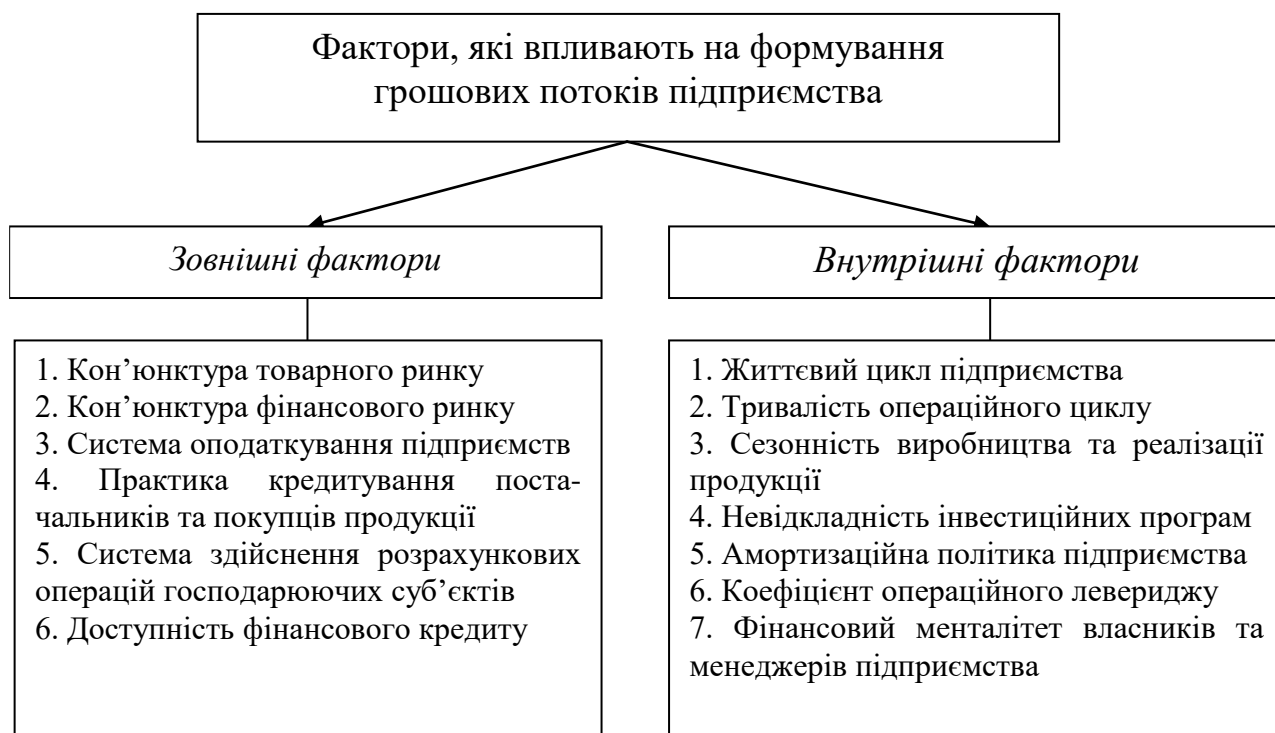 Фактори, які впливають на формування
грошових потоків підприємства
Зовнішні фактори
1. Кон’юнктура товарного ринку
2. Кон’юнктура фінансового ринку
3. Система оподаткування підприємств
4. Практика кредитування поста-
чальників та покупців продукції
5. Система здійснення розрахункових
операцій господарюючих суб’єктів
6. Доступність фінансового кредиту
Внутрішні фактори
1. Життєвий цикл підприємства
2. Тривалість операційного циклу
3. Сезонність виробництва та реалізації
продукції
4. Невідкладність інвестиційних програм
5. Амортизаційна політика підприємства
6. Коефіцієнт операційного левериджу
7. Фінансовий менталітет власників та
менеджерів підприємства